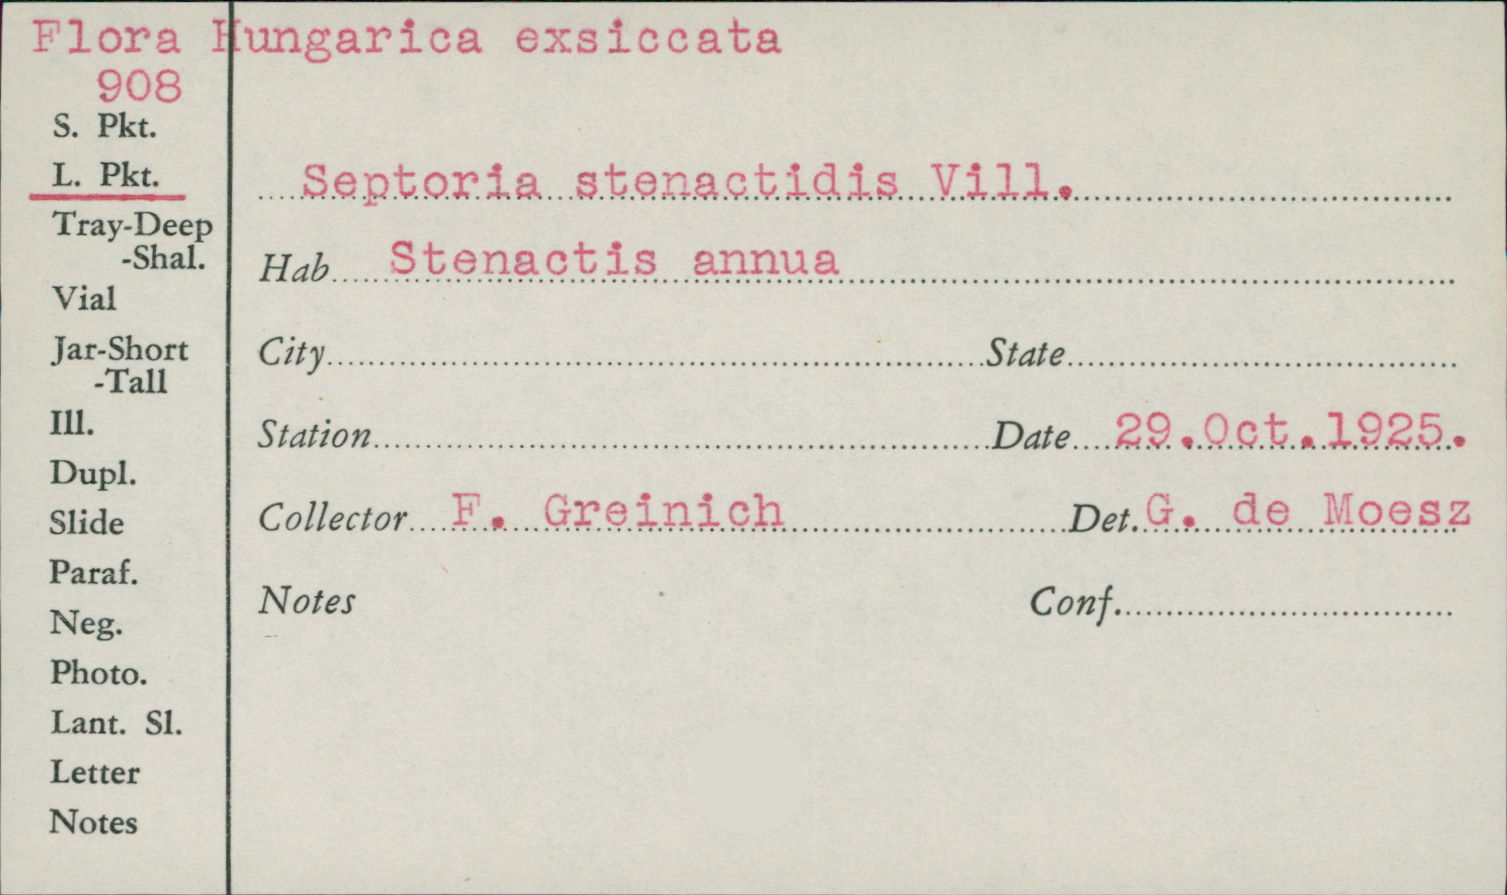 Flora Hungarica exsiccata
908
S. Pkt.
L. Pkt.
Tray-Deep
-Shal.
Vial
Jar-Short
-Tall
Ill.
Dupl.
Slide
Paraf.
Neg.
Photo.
Lant. Sl.
Letter
Notes
Septoria stenactidis Vill.
Hab. Stenactis annua
City State
Station Date 29.Oct.1925.
Collector F. Greinich Det. G. de Moesz
Notes Conf.